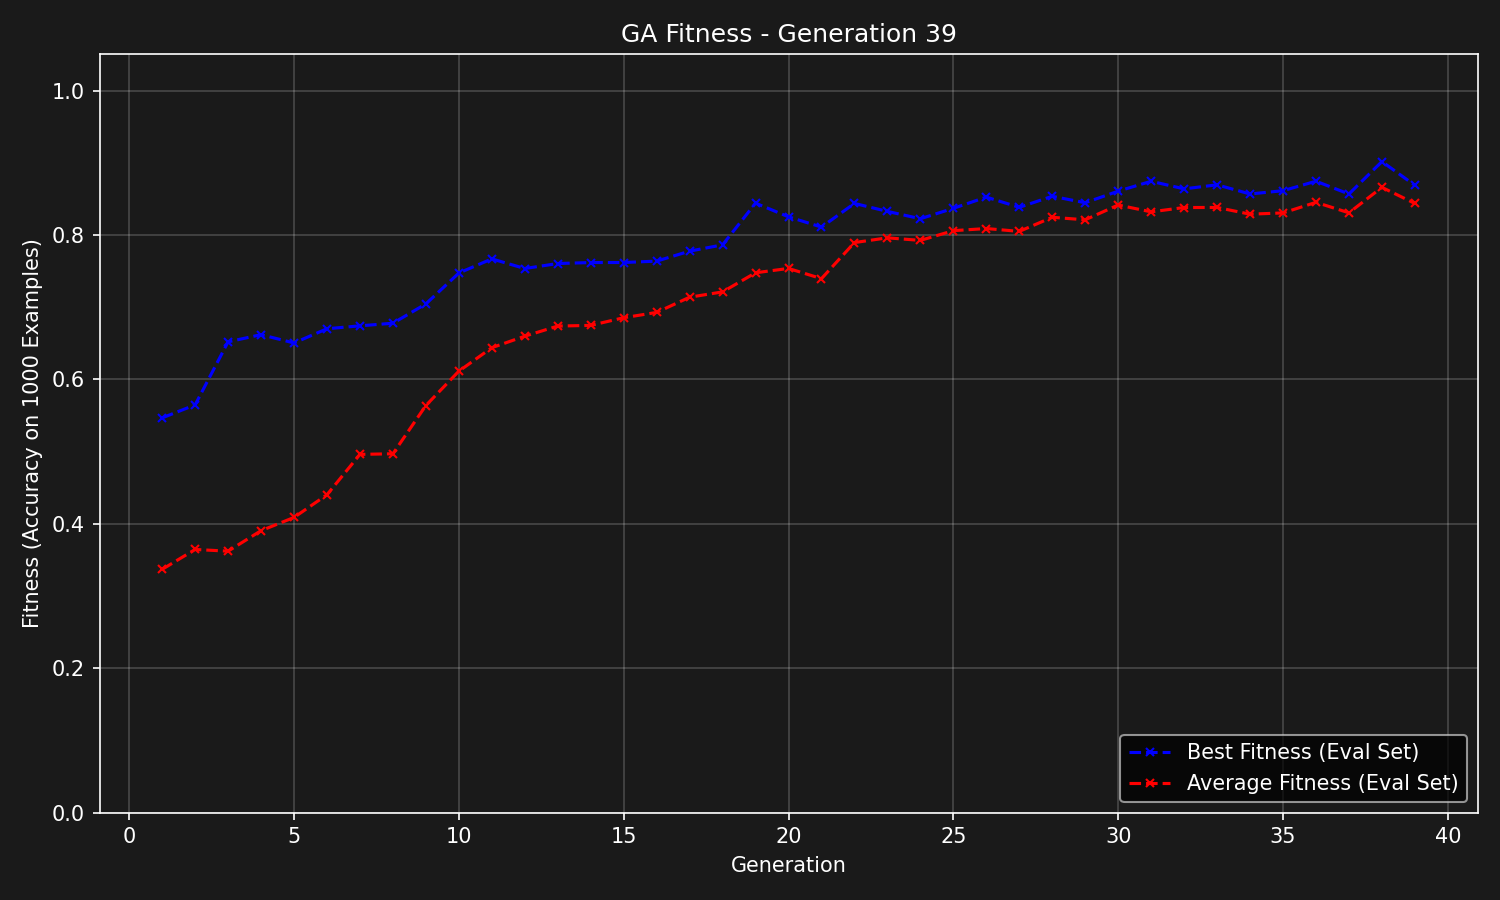 GA Fitness - Generation 39
Fitness (Accuracy on 1000 Examples)
1.0
0.8
0.6
0.4
0.2
0.0
0 5 10 15 20 25 30 35 40
Generation
Best Fitness (Eval Set)
Average Fitness (Eval Set)